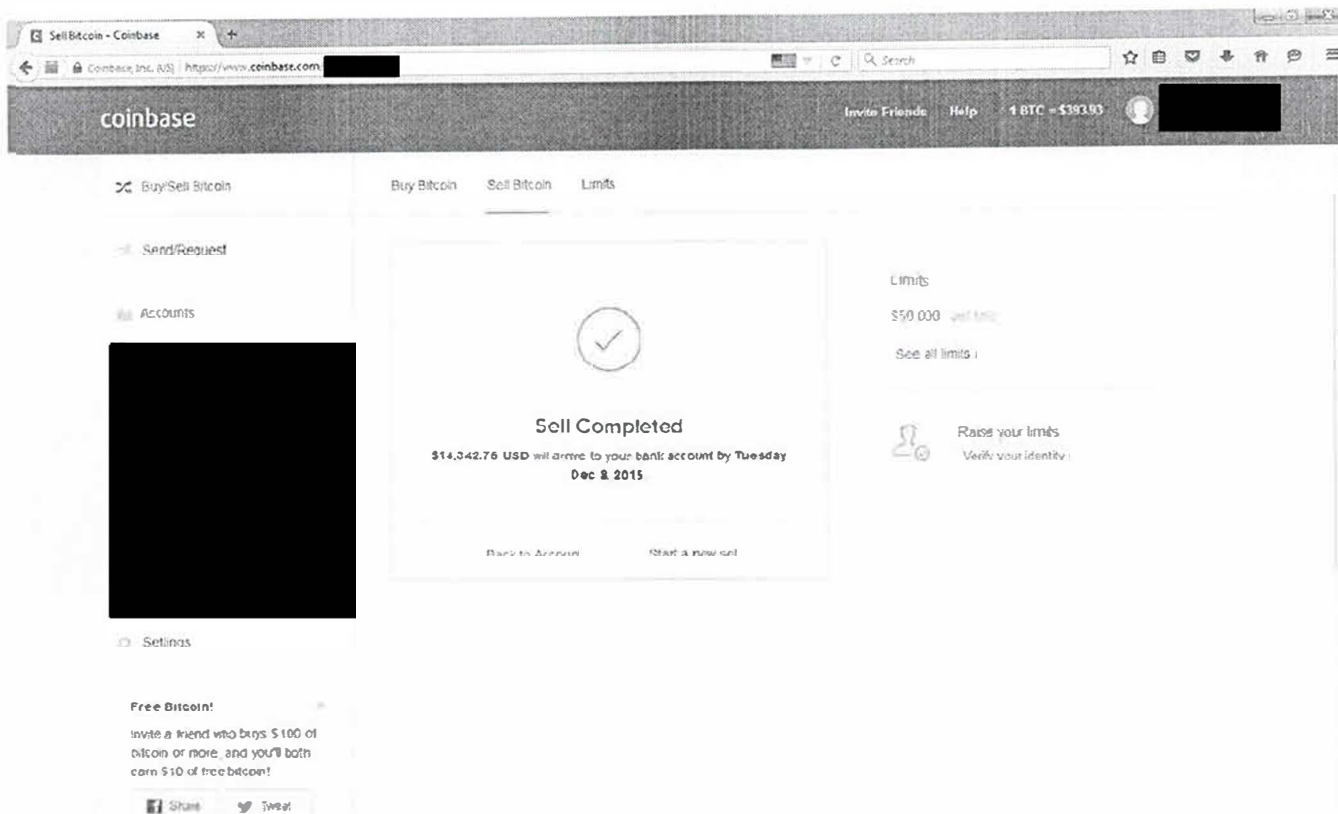 Sell Bitcoin - Coinbase
Coinbase, Inc. (US) https://www.coinbase.com
Search
coinbase
Invite Friends Help 1 BTC = $393.93
Buy/Sell Bitcoin
Buy Bitcoin Sell Bitcoin Limits
Send/Request
Accounts
Limits
$50,000
See all limits
Sell Completed
$14,342.76 USD will arrive to your bank account by Tuesday
Dec 8, 2015
Raise your limits
Verify your identity
Back to Account Start a new sell
Settings
Free Bitcoin!
Invite a friend who buys $100 of
bitcoin or more, and you'll both
earn $10 of free bitcoin!
Share Tweet